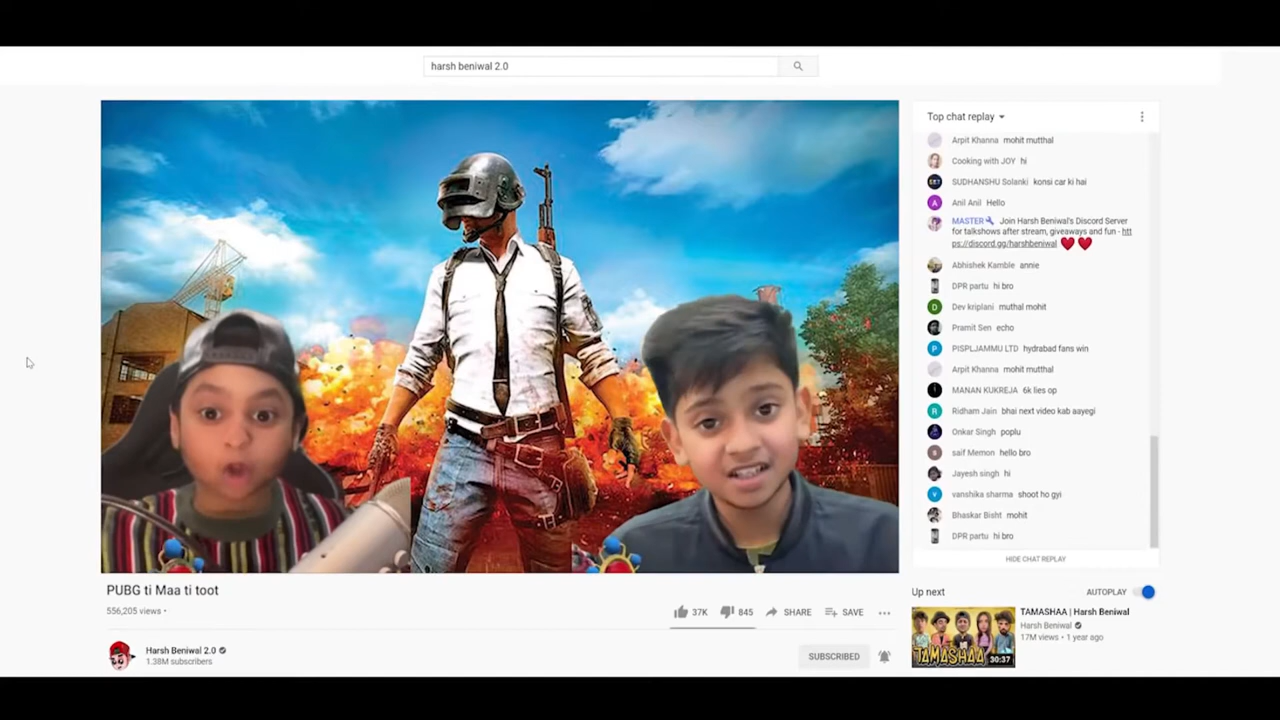 harsh beniwal 2.0
Top chat replay
Arpit Khanna mohit mutthal
Cooking with JOY hi
SUDHANSHU Solanki konsi car ki hai
A Anil Anil Hello
MASTER Join Harsh Beniwal's Discord Server
for talkshows after stream, giveaways and fun - htt
ps://discord.gg/harshbeniwal
Abhishek Kamble annie
DPR partu hi bro
D Dev kriplani muthal mohit
Pramit Sen echo
P PISPLJAMMU LTD hydrabad fans win
Arpit Khanna mohit mutthal
MANAN KUKREJA 6k lies op
R Ridham Jain bhai next video kab aayegi
Onkar Singh poplu
s saif Memon hello bro
Jayesh singh hi
v vanshika sharma shoot ho gyi
Bhaskar Bisht mohit
DPR partu hi bro
HIDE CHAT REPLAY
PUBG ti Maa ti toot
556,205 views •
37K 845 SHARE SAVE
Harsh Beniwal 2.0
1.38M subscribers
SUBSCRIBED
Up next AUTOPLAY
TAMASHAA
30:37
TAMASHAA | Harsh Beniwal
Harsh Beniwal
17M views • 1 year ago